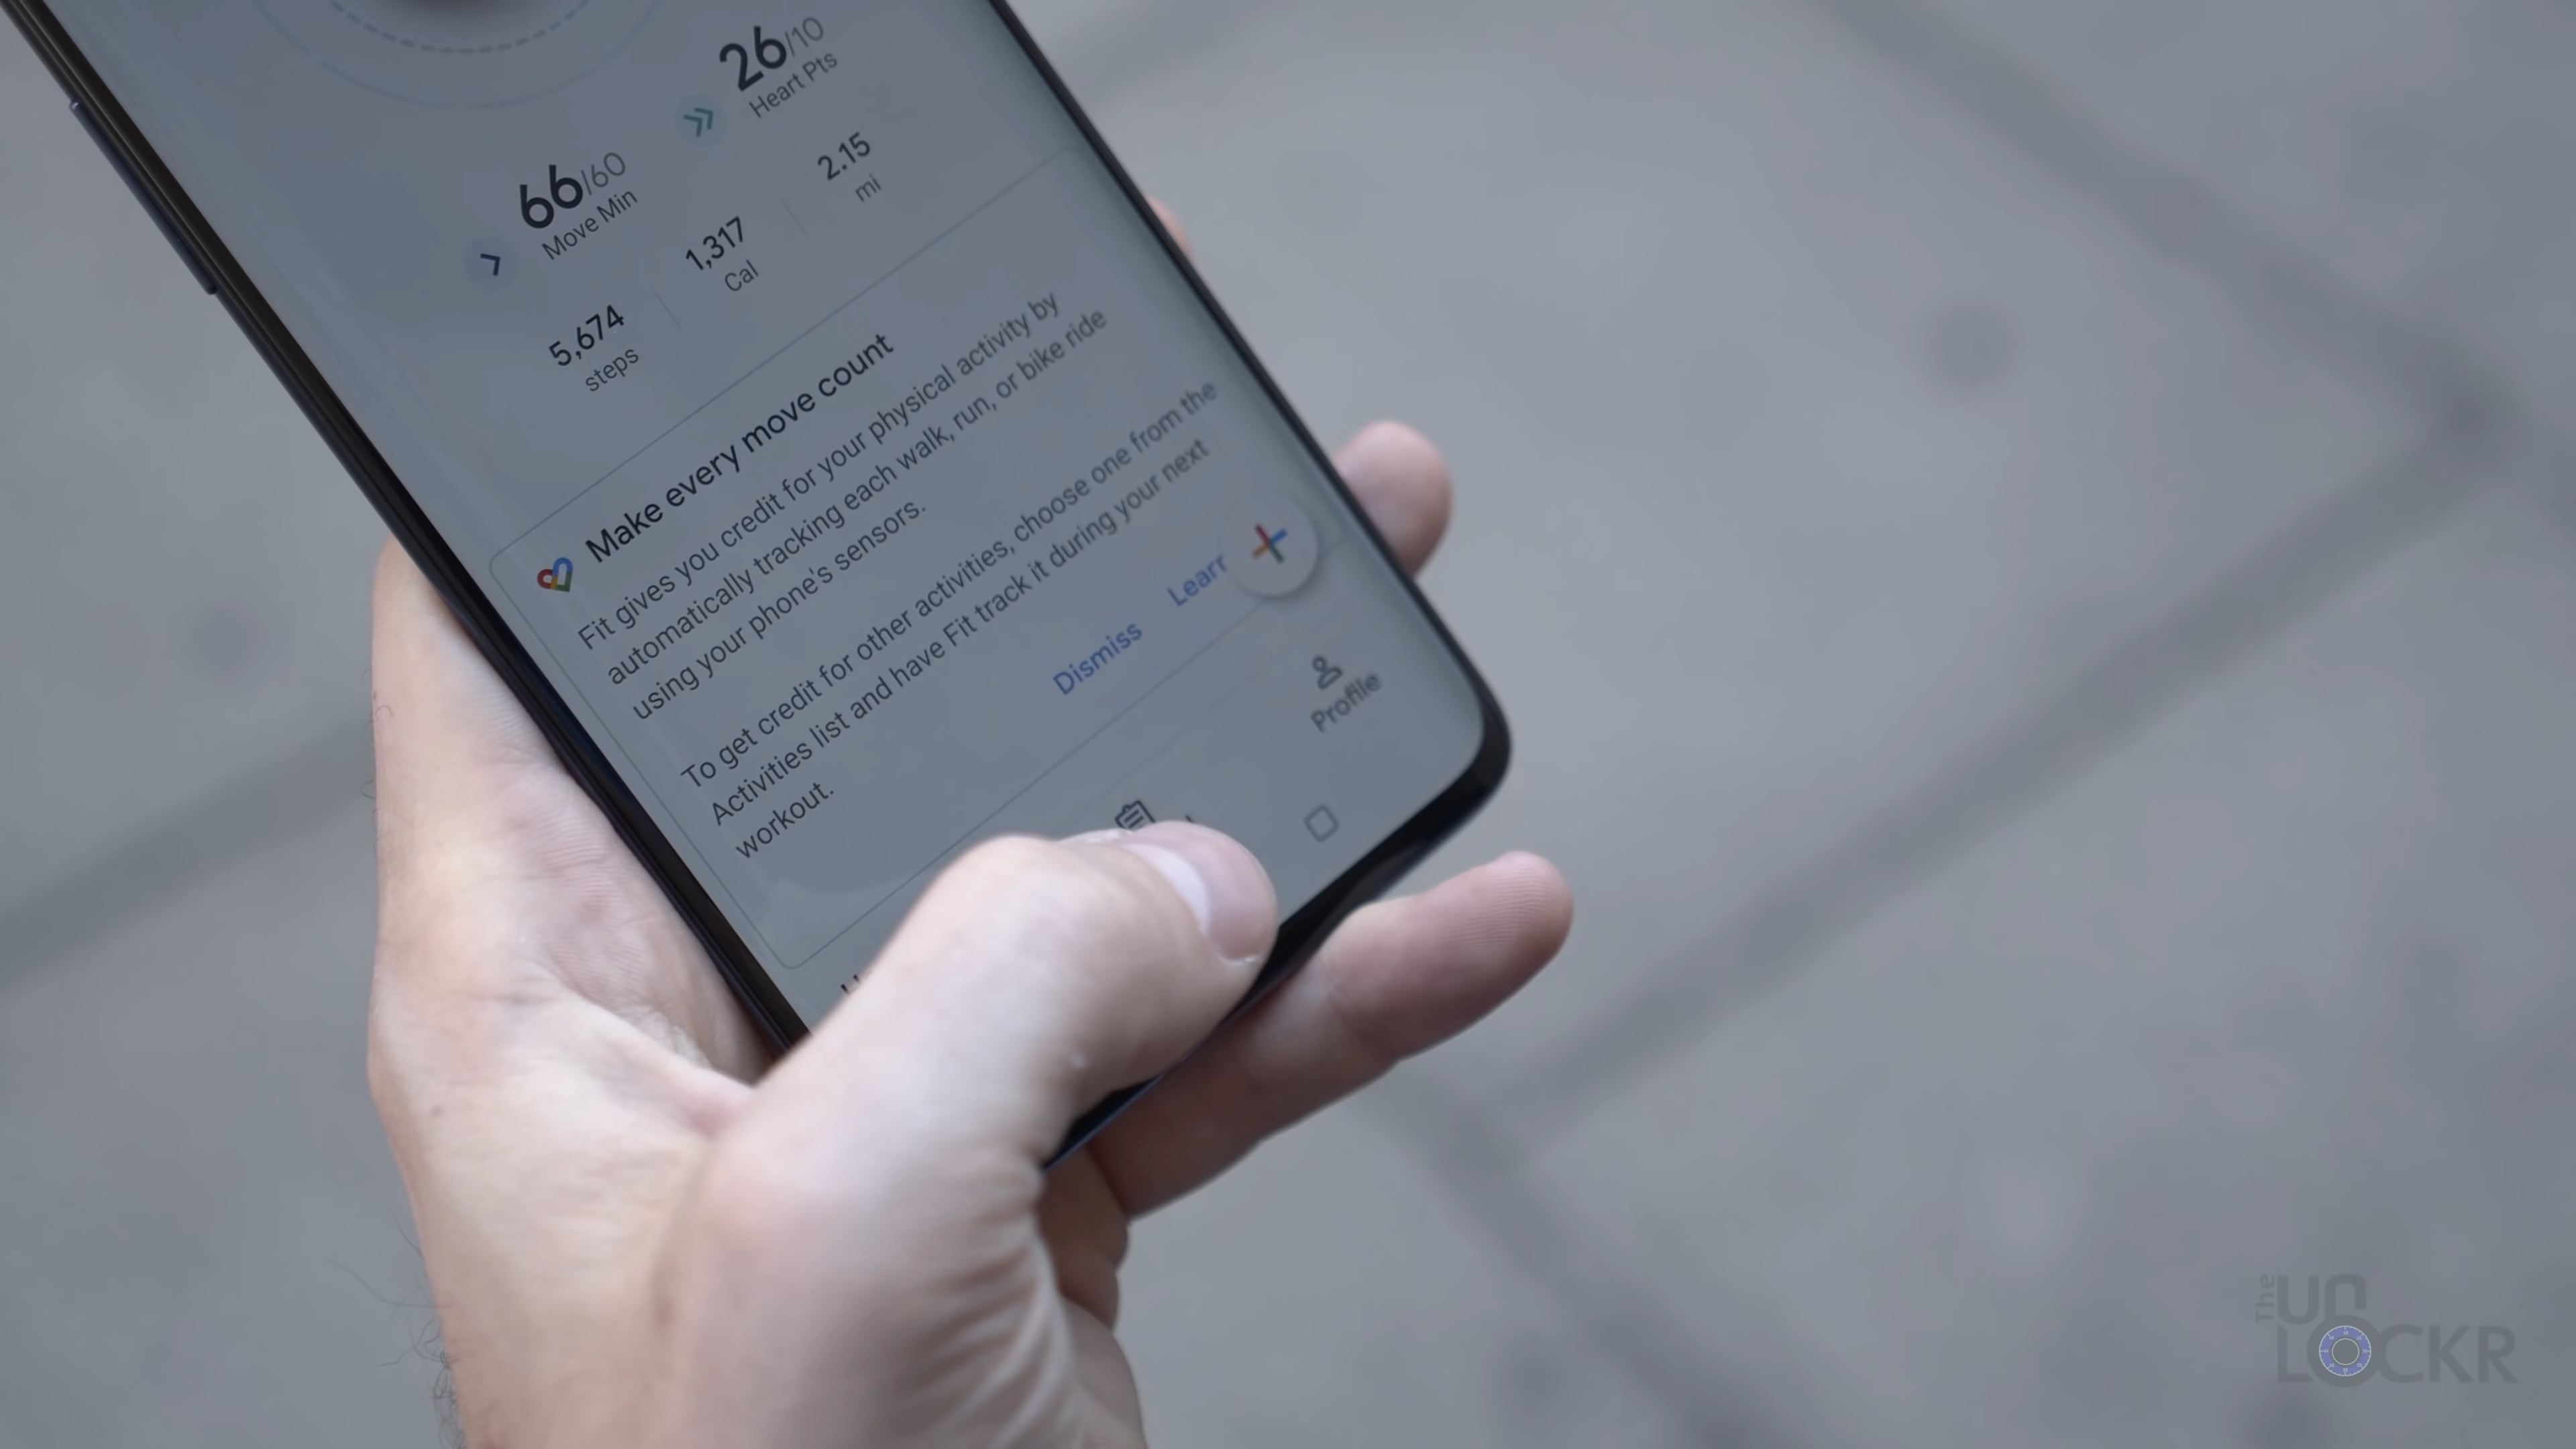 66/60
Move Min
26/10
Heart Pts
5,674
steps
1,317
Cal
2.15
mi
Make every move count
Fit gives you credit for your physical activity by
automatically tracking each walk, run, or bike ride
using your phone's sensors.
To get credit for other activities, choose one from the
Activities list and have Fit track it during your next
workout.
Dismiss
Profile
The
UnLOCKR